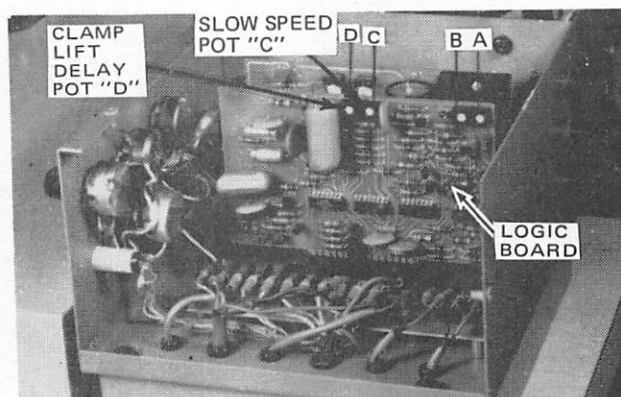 CLAMP
LIFT
DELAY
POT "D"
SLOW SPEED
POT "C"
D
C
B A
LOGIC
BOARD